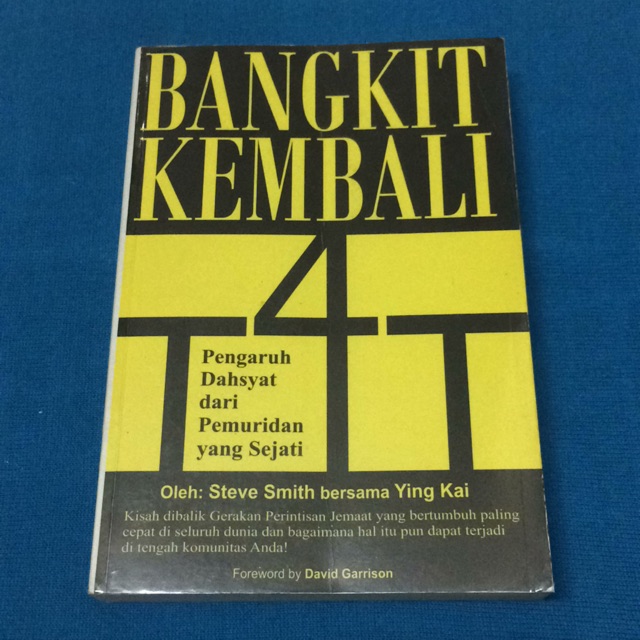 BANGKIT
KEMBALI
T4T
Pengaruh
Dahsyat
dari
Pemuridan
yang Sejati
Oleh: Steve Smith bersama Ying Kai
Kisah dibalik Gerakan Perintisan Jemaat yang bertumbuh paling
cepat di seluruh dunia dan bagaimana hal itu pun dapat terjadi
di tengah komunitas Anda!
Foreword by David Garrison